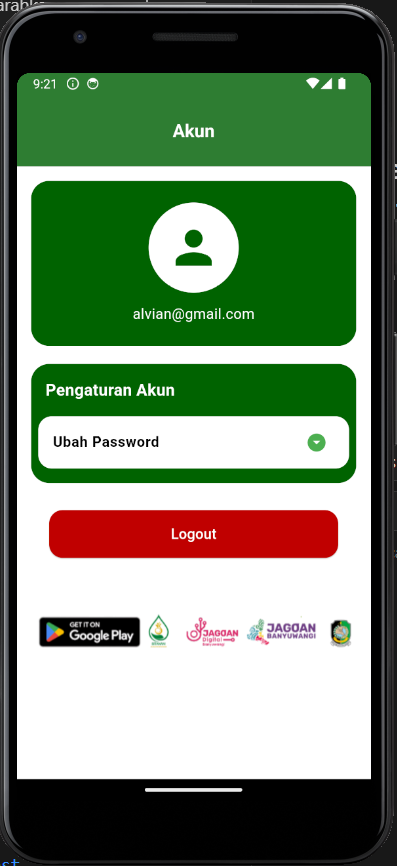 9:21
Akun
alvian@gmail.com
Pengaturan Akun
Ubah Password
Logout
GET IT ON
Google Play
JAGOAN
Digital
JAGOAN
BANYUWANGI
st